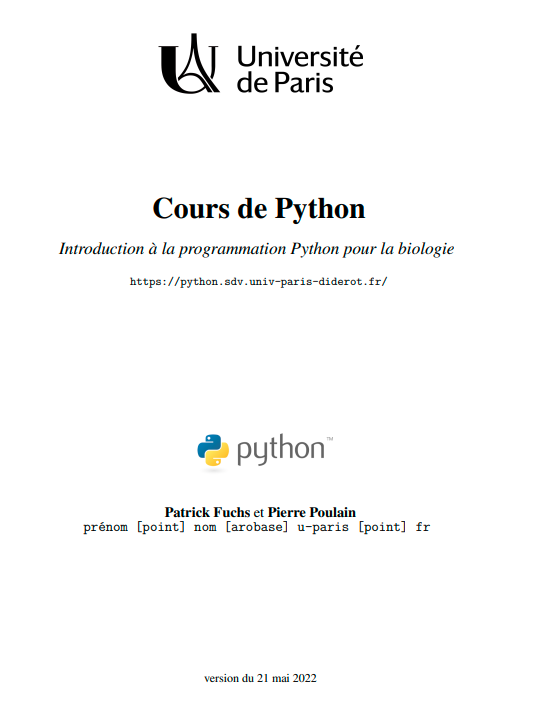 Université
de Paris
Cours de Python
Introduction à la programmation Python pour la biologie
https://python.sdv.univ-paris-diderot.fr/
python™
Patrick Fuchs et Pierre Poulain
prénom [point] nom [arobase] u-paris [point] fr
version du 21 mai 2022